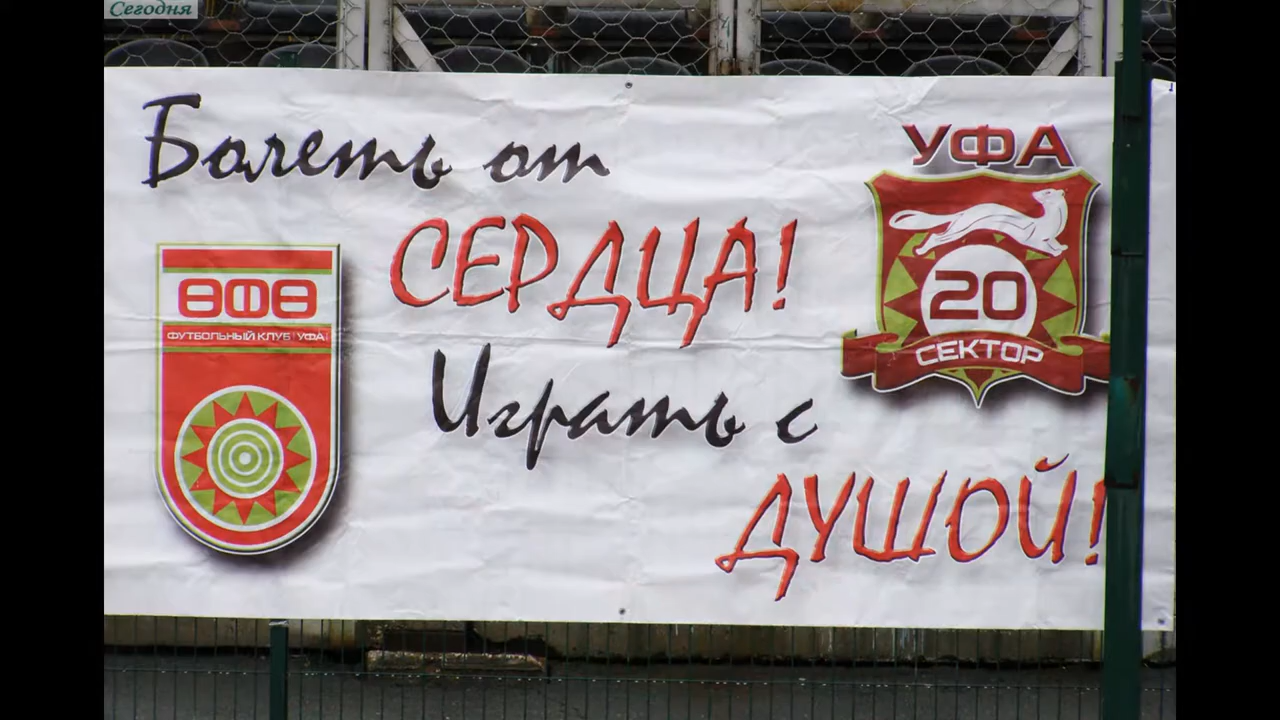 Сегодня
Болеть от
СЕРДЦА!
Играть с
ДУШОЙ!
ӨФӨ
ФУТБОЛЬНЫЙ КЛУБ УФА
УФА
20
СЕКТОР